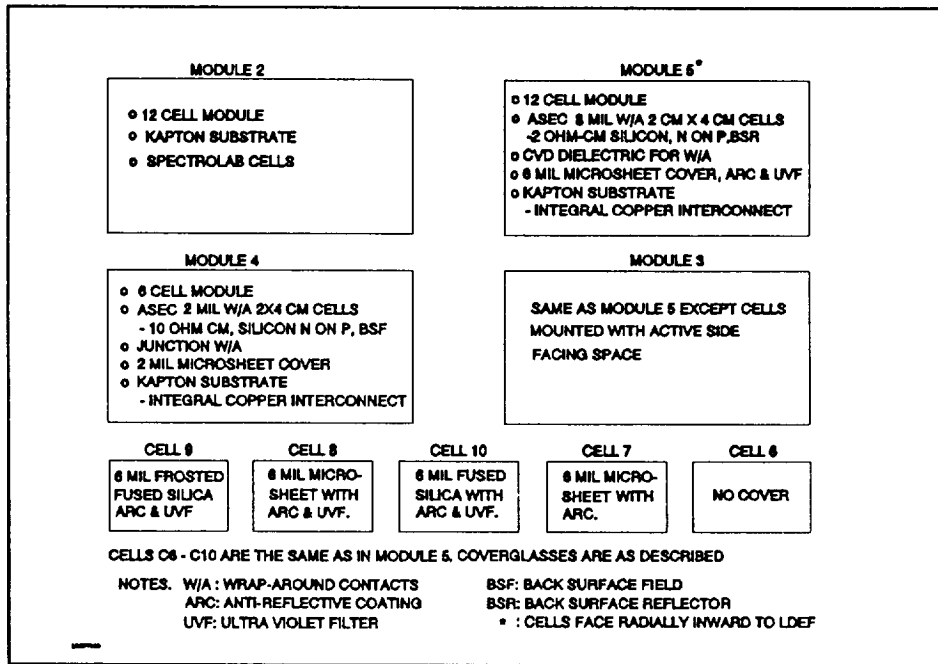 MODULE 2
o 12 CELL MODULE
o KAPTON SUBSTRATE
o SPECTROLAB CELLS
MODULE 5*
o 12 CELL MODULE
o ASEC 8 MIL W/A 2 CM X 4 CM CELLS
-2 OHM-CM SILICON, N ON P,BSR
o CVD DIELECTRIC FOR W/A
o 6 MIL MICROSHEET COVER, ARC & UVF
o KAPTON SUBSTRATE
- INTEGRAL COPPER INTERCONNECT
MODULE 4
o 6 CELL MODULE
o ASEC 2 MIL W/A 2X4 CM CELLS
- 10 OHM CM, SILICON N ON P, BSF
o JUNCTION W/A
o 2 MIL MICROSHEET COVER
o KAPTON SUBSTRATE
- INTEGRAL COPPER INTERCONNECT
MODULE 3
SAME AS MODULE 5 EXCEPT CELLS
MOUNTED WITH ACTIVE SIDE
FACING SPACE
CELL 9
6 MIL FROSTED
FUSED SILICA
ARC & UVF
CELL 8
6 MIL MICRO-
SHEET WITH
ARC & UVF.
CELL 10
6 MIL FUSED
SILICA WITH
ARC & UVF.
CELL 7
6 MIL MICRO-
SHEET WITH
ARC.
CELL 6
NO COVER
CELLS C6 - C10 ARE THE SAME AS IN MODULE 5, COVERGLASSES ARE AS DESCRIBED
NOTES. W/A : WRAP-AROUND CONTACTS
ARC: ANTI-REFLECTIVE COATING
UVF: ULTRA VIOLET FILTER
BSF: BACK SURFACE FIELD
BSR: BACK SURFACE REFLECTOR
* : CELLS FACE RADIALLY INWARD TO LDEF